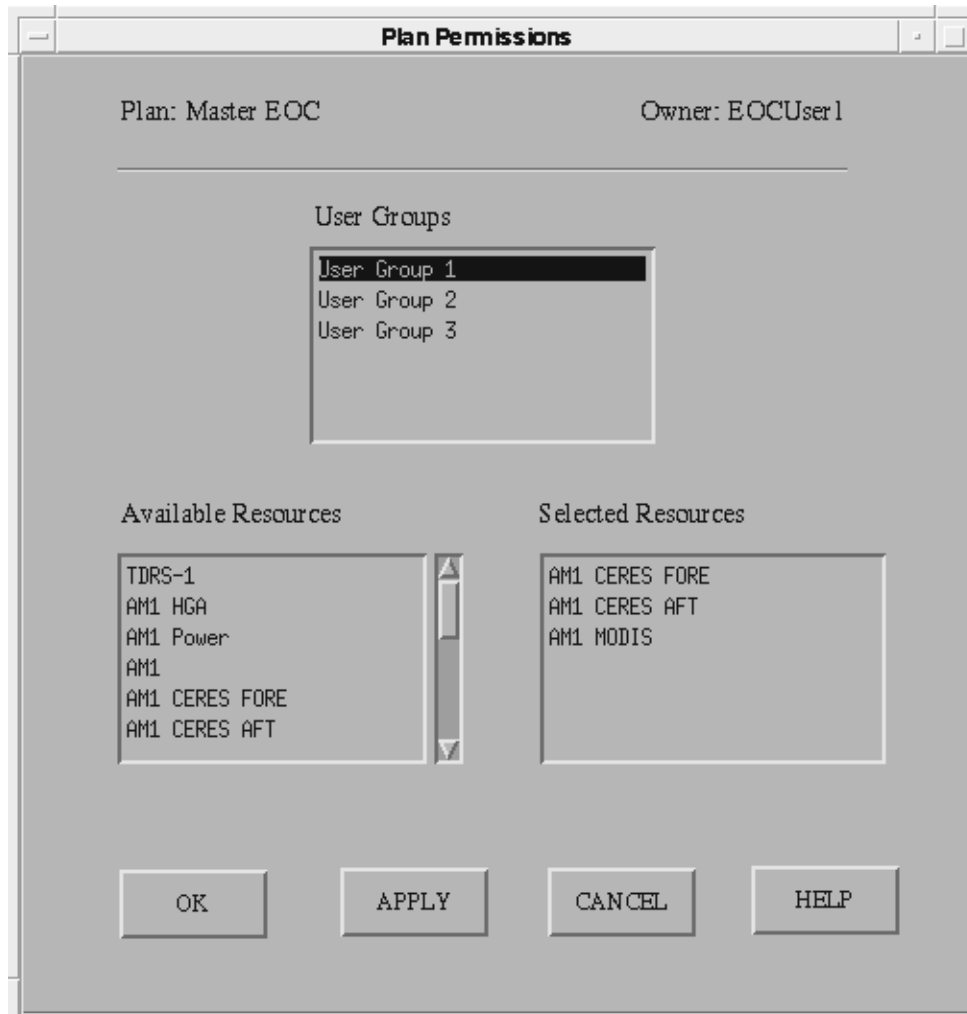 Plan Permissions
Plan: Master EOC Owner: EOCUser1
User Groups
User Group 1
User Group 2
User Group 3
Available Resources
TDRS-1
AM1 HGA
AM1 Power
AM1
AM1 CERES FORE
AM1 CERES AFT
Selected Resources
AM1 CERES FORE
AM1 CERES AFT
AM1 MODIS
OK APPLY CANCEL HELP